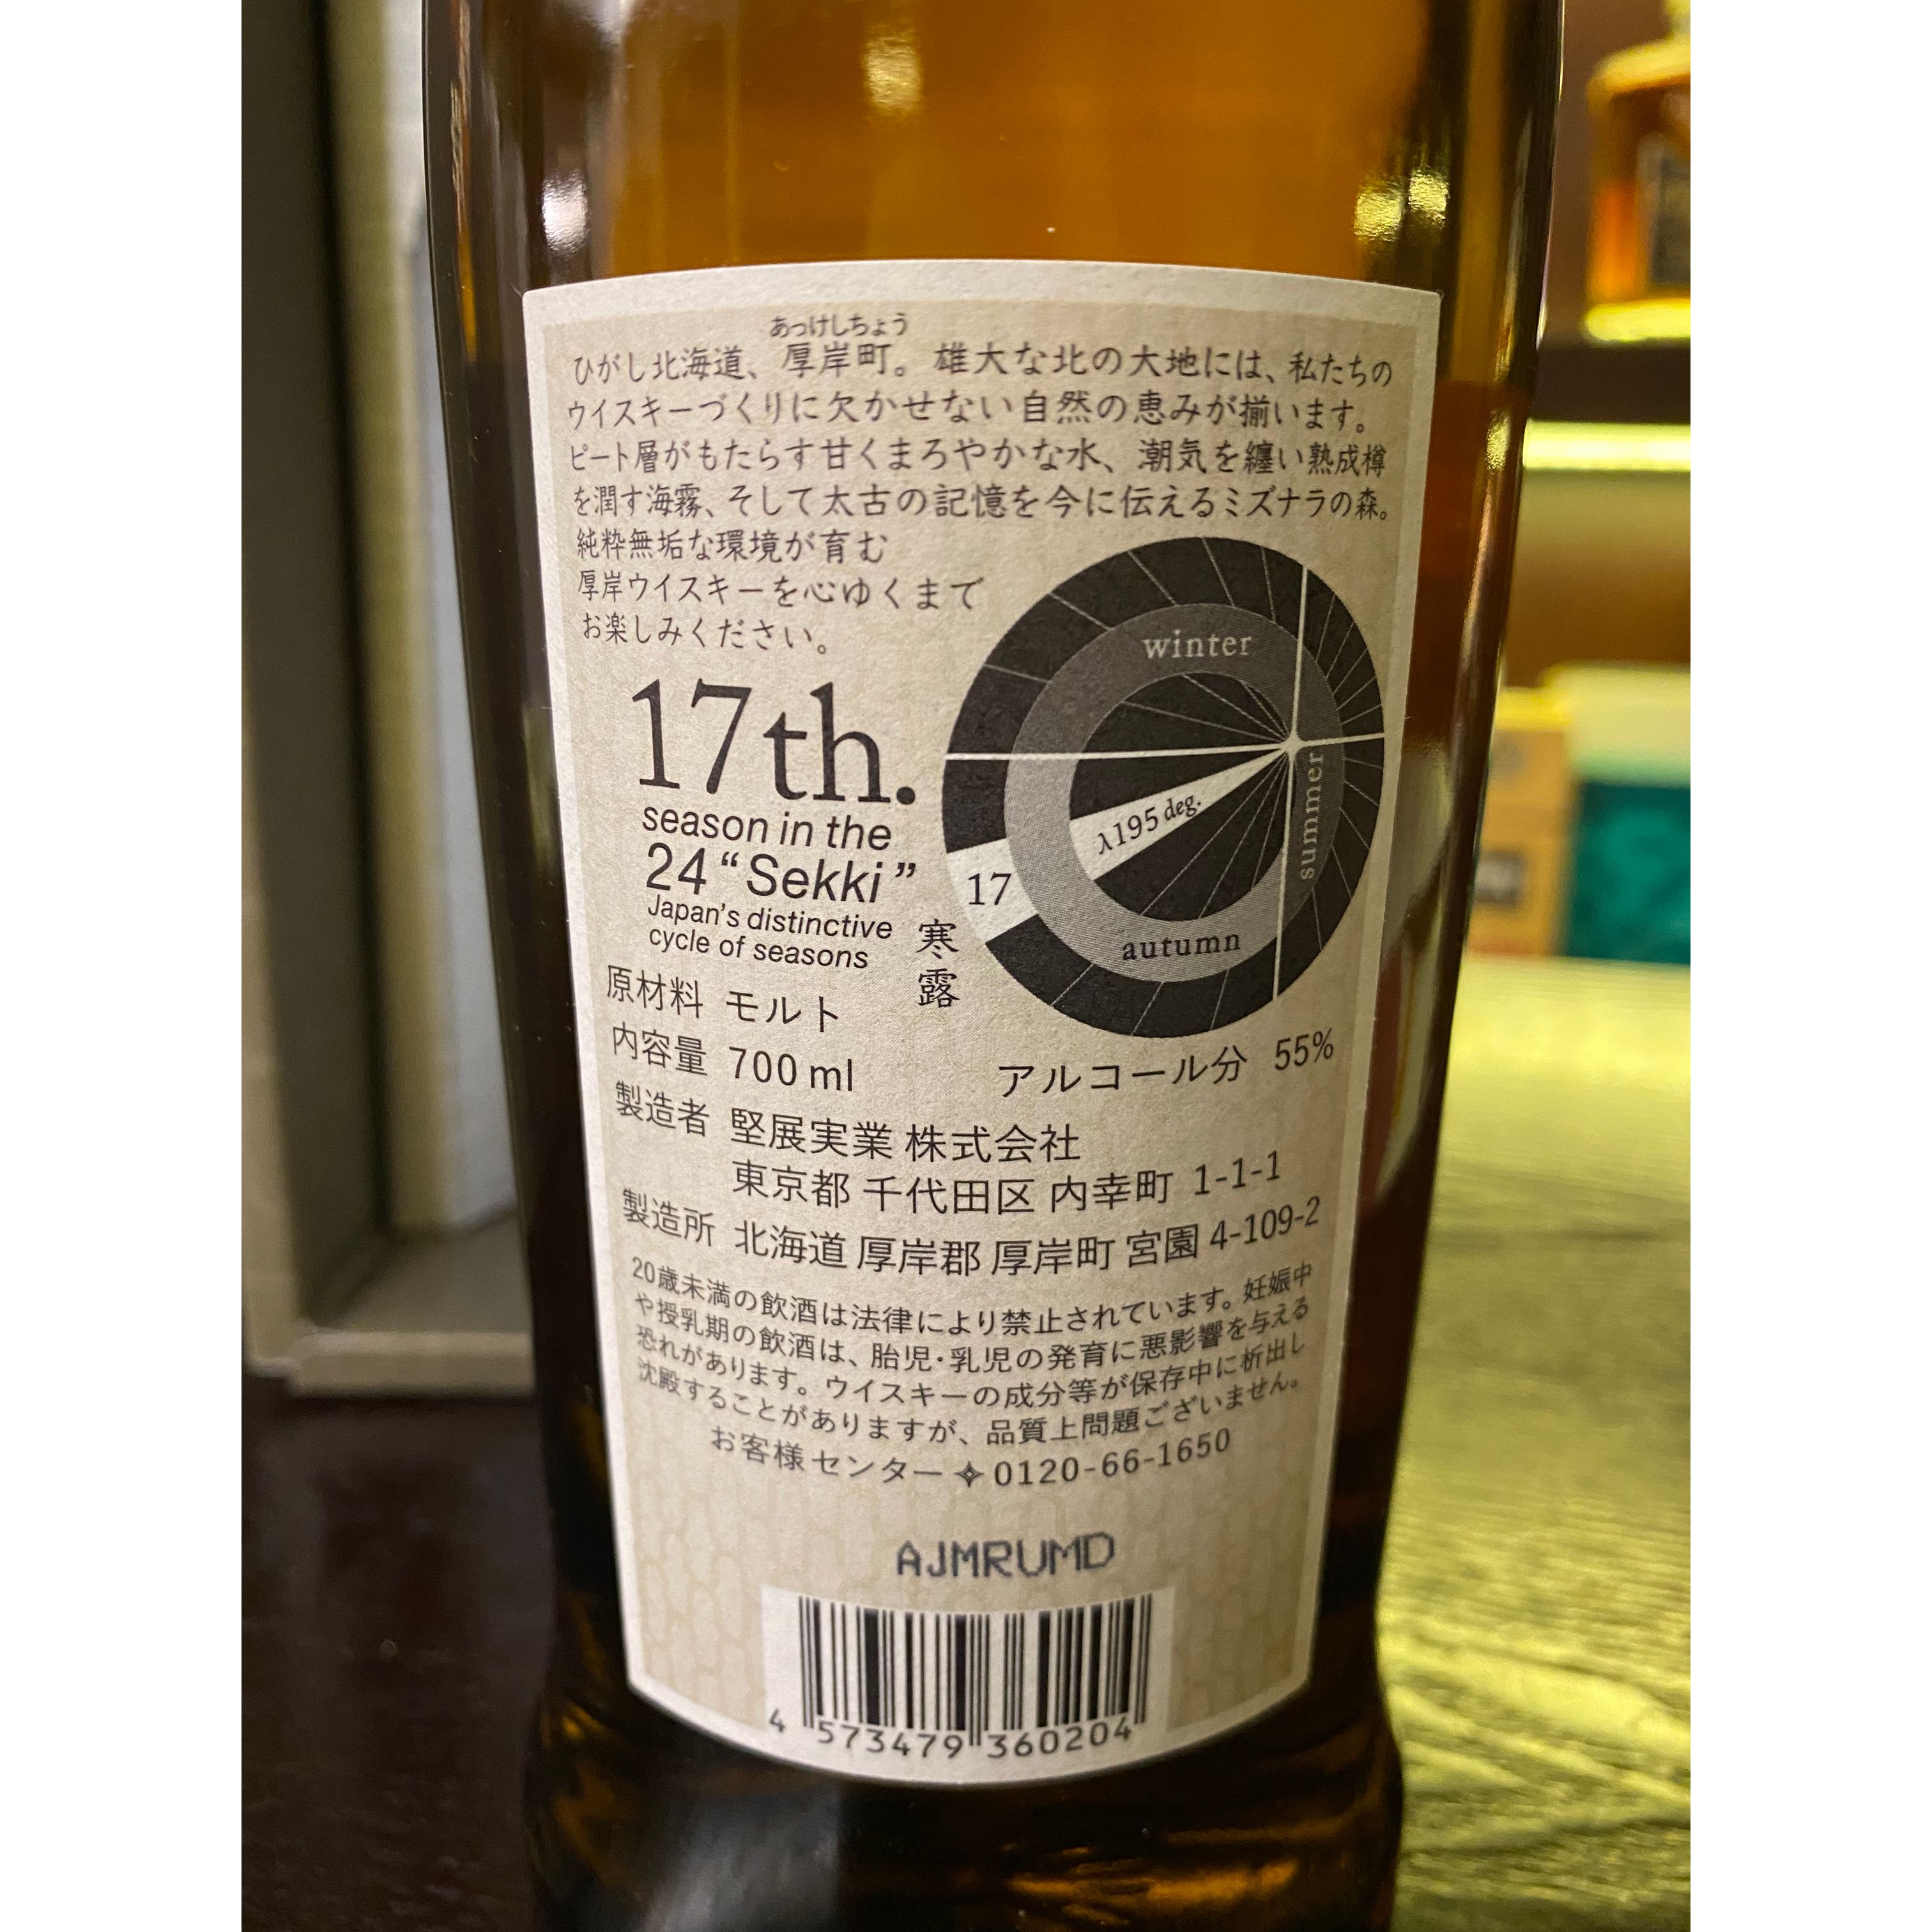 あっけしちょう
ひがし北海道、厚岸町。雄大な北の大地には、私たちの
ウイスキーづくりに欠かせない自然の恵みが揃います。
ピート層がもたらす甘くまろやかな水、潮気を纏い熟成樽
を潤す海霧、そして太古の記憶を今に伝えるミズナラの森。
純粋無垢な環境が育む
厚岸ウイスキーを心ゆくまで
お楽しみください。
17th.
season in the
24 “Sekki”
Japan's distinctive
cycle of seasons
寒露
winter
summer
autumn
λ195 deg.
17
原材料 モルト
内容量 700ml アルコール分 55%
製造者 堅展実業 株式会社
東京都 千代田区 内幸町 1-1-1
製造所 北海道 厚岸郡 厚岸町 宮園 4-109-2
20歳未満の飲酒は法律により禁止されています。妊娠中
や授乳期の飲酒は、胎児・乳児の発育に悪影響を与える
恐れがあります。ウイスキーの成分等が保存中に析出し
沈殿することがありますが、品質上問題ございません。
お客様センター✧0120-66-1650
AJMRUMD
4 573479 360204